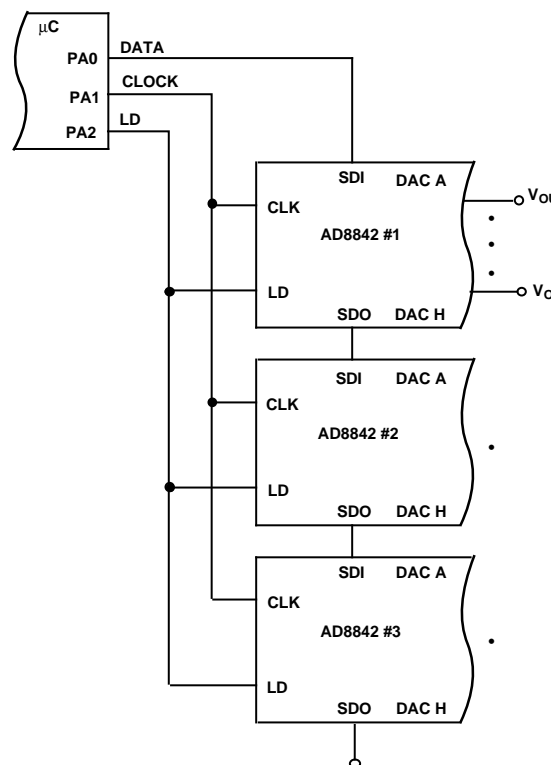 μC
PA0 DATA
PA1 CLOCK
PA2 LD
SDI DAC A
CLK
AD8842 #1
LD
SDO DAC H
SDI DAC A
CLK
AD8842 #2
LD
SDO DAC H
SDI DAC A
CLK
AD8842 #3
LD
SDO DAC H